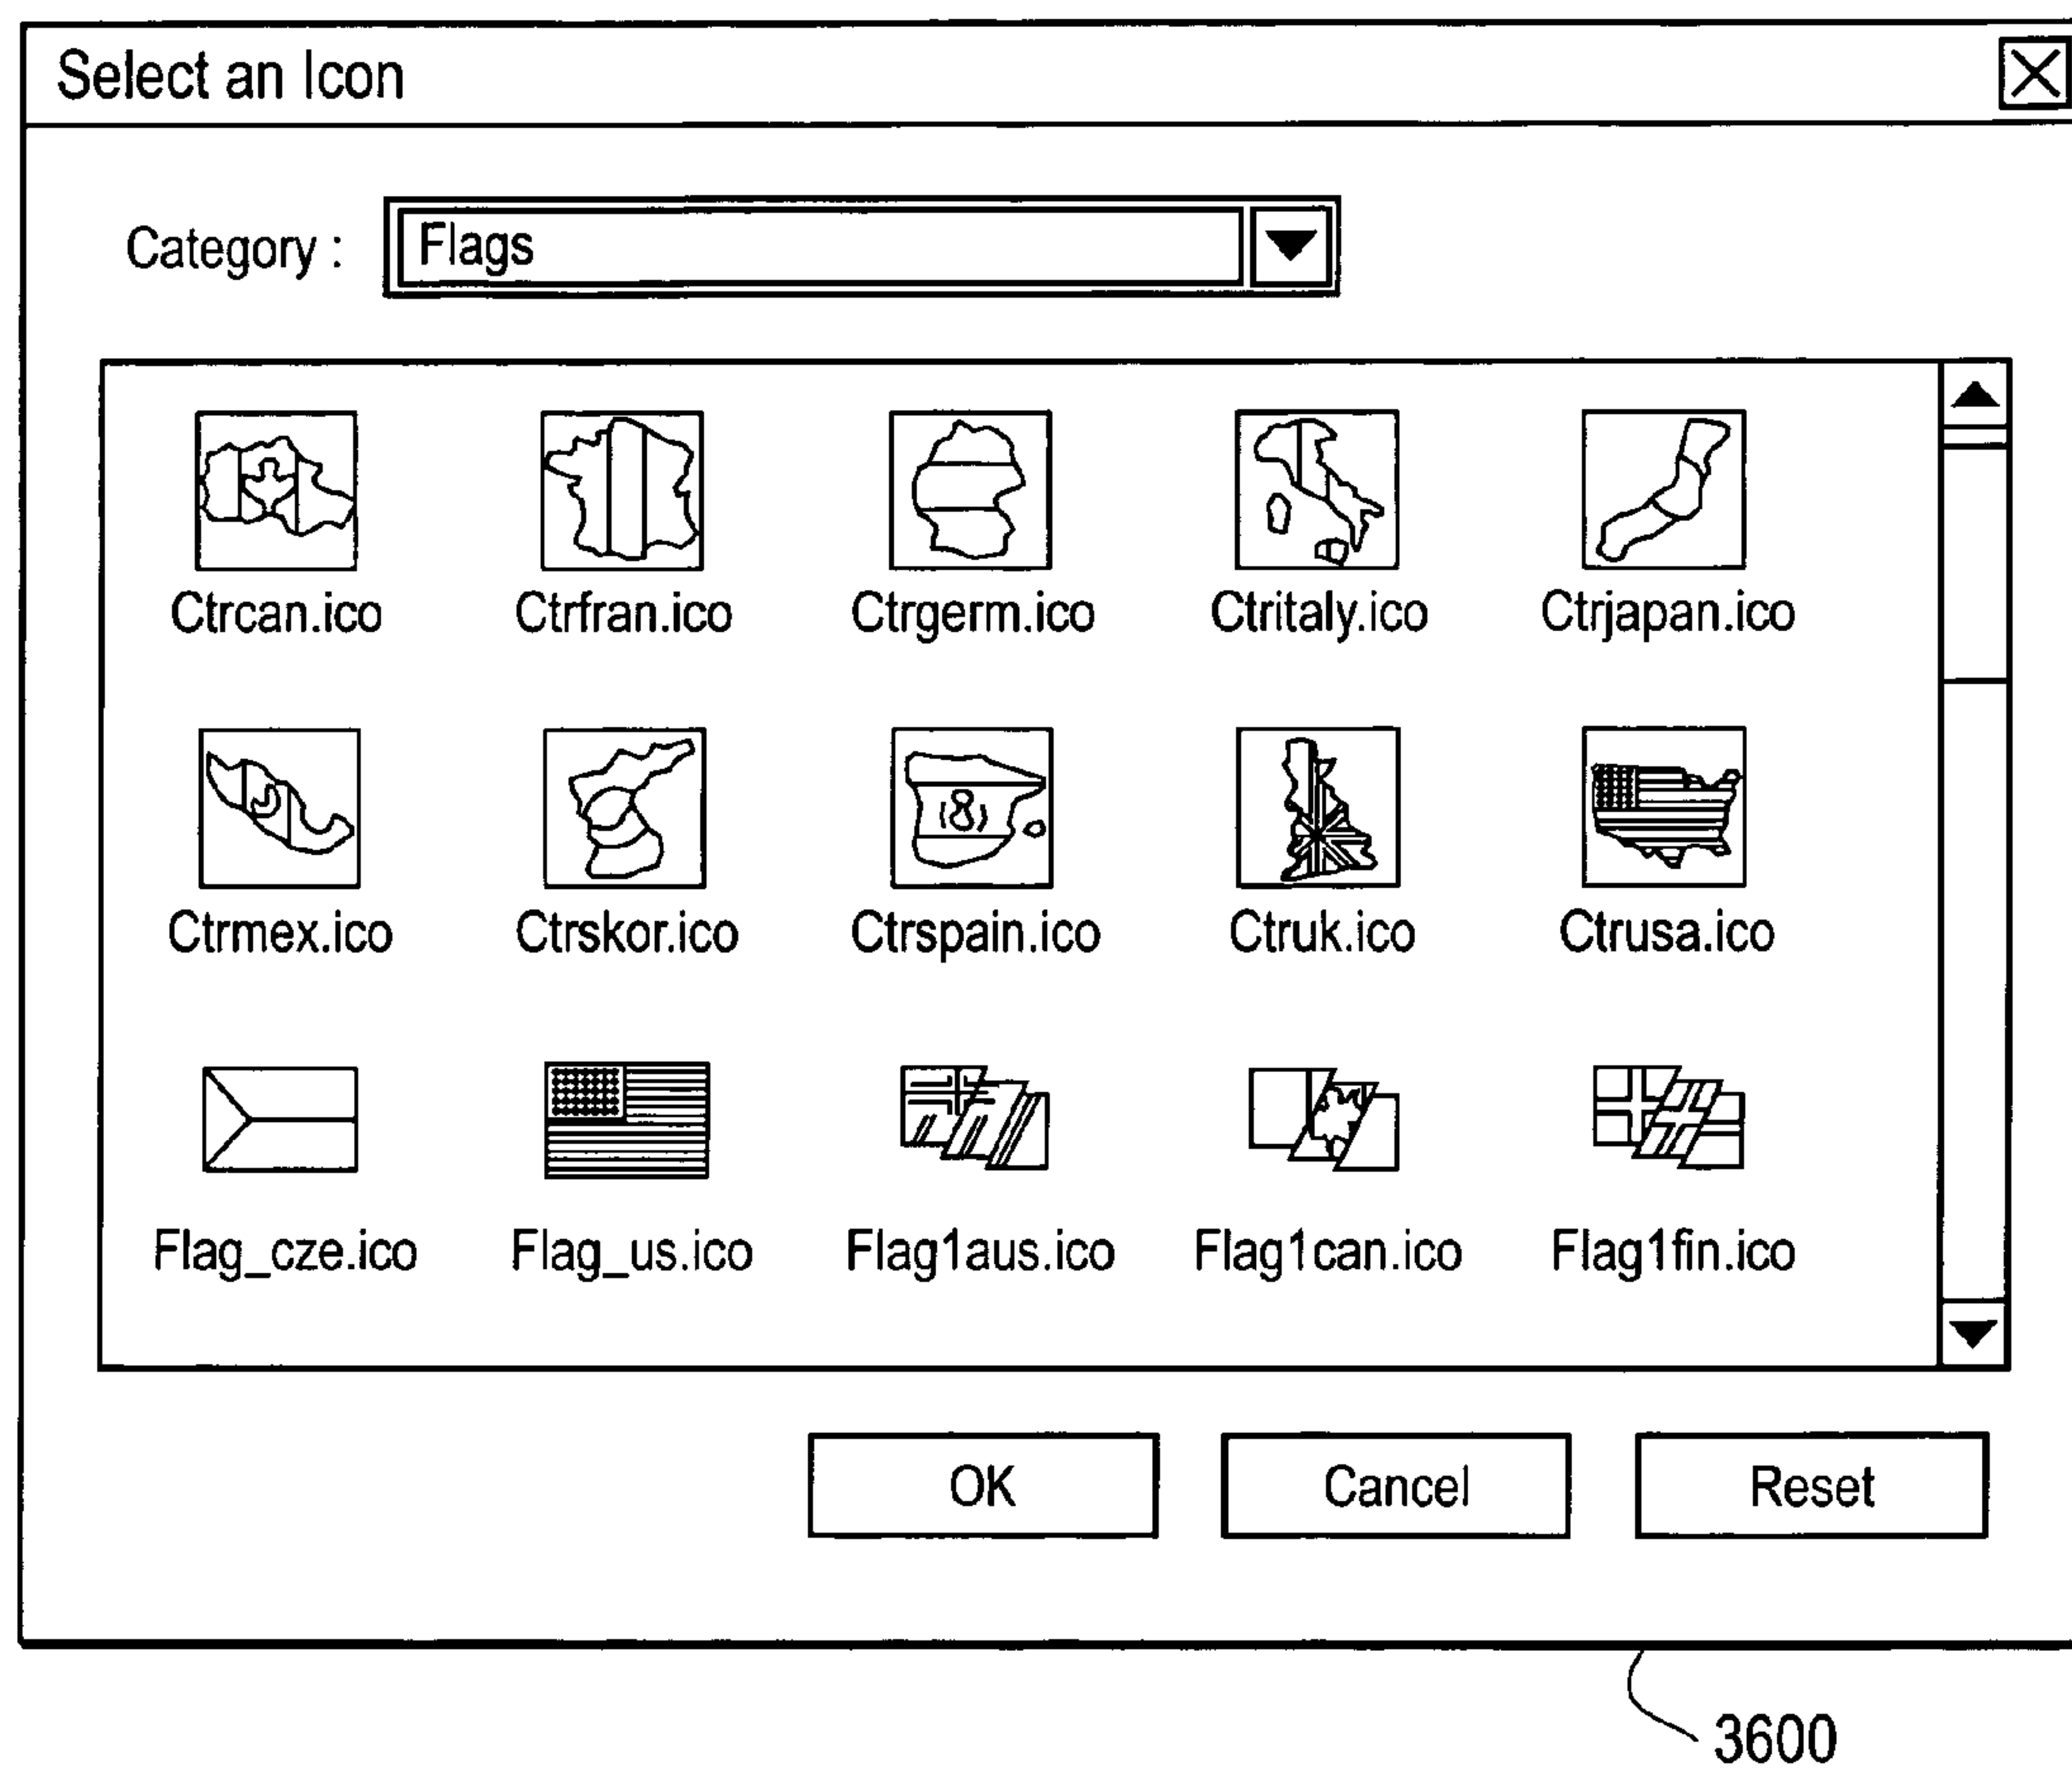 Select an Icon
Category : Flags
Ctrcan.ico Ctrfran.ico Ctrgerm.ico Ctritaly.ico Ctrjapan.ico
Ctrmex.ico Ctrskor.ico Ctrspain.ico Ctruk.ico Ctrusa.ico
Flag_cze.ico Flag_us.ico Flag1aus.ico Flag1can.ico Flag1fin.ico
OK Cancel Reset
3600